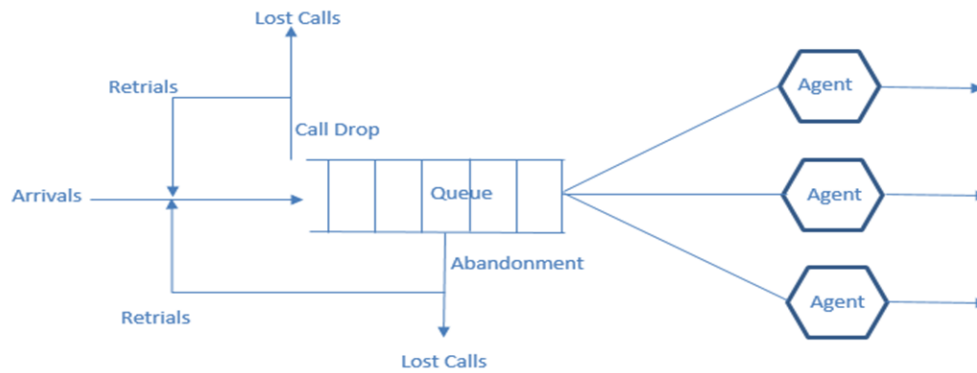 Lost Calls
Retrials
Agent
Call Drop
Arrivals
Queue
Agent
Abandonment
Agent
Retrials
Lost Calls